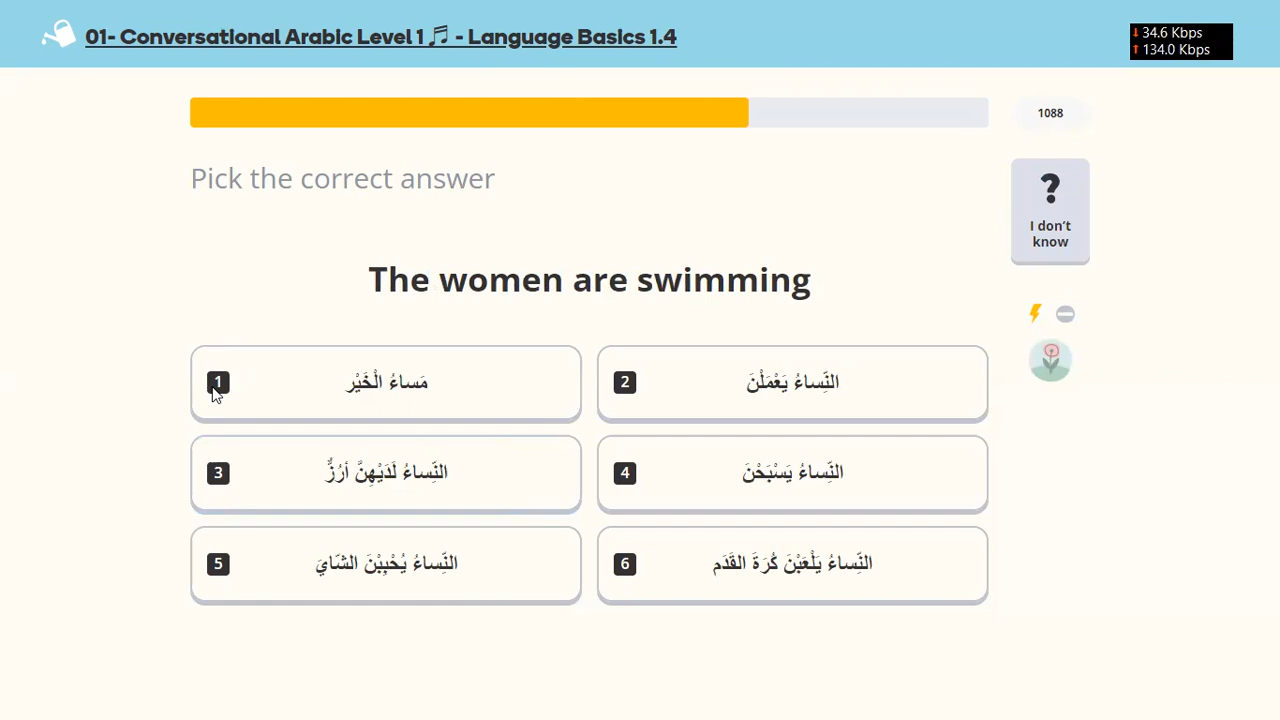 01- Conversational Arabic Level 1🎵 - Language Basics 1.4
↓ 34.6 Kbps
↑ 134.0 Kbps
1088
Pick the correct answer
?
I don't
know
The women are swimming
1 مَساءُ الْخَيْر
2 النِّساءُ يَعْمَلْنَ
3 النِّساءُ لَدَيْهِنَّ أرُزٌّ
4 النِّساءُ يَسْبَحْنَ
5 النِّساءُ يُحْبِبْنَ الشّايَ
6 النِّساءُ يَلْعَبْنَ كُرَةَ القَدَم